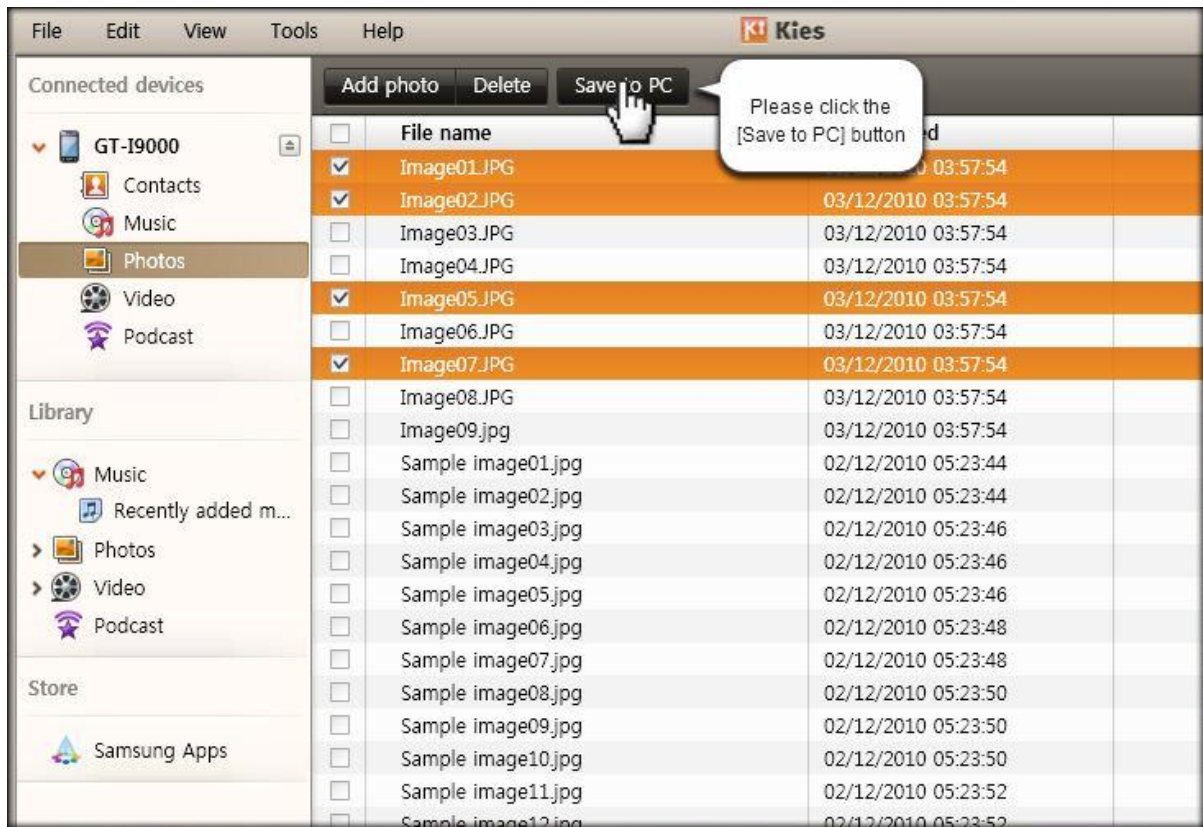 File Edit View Tools Help Kies
Connected devices
GT-I9000
Contacts
Music
Photos
Video
Podcast
Library
Music
Recently added m...
Photos
Video
Podcast
Store
Samsung Apps
Add photo Delete Save to PC
Please click the
[Save to PC] button
File name
Image01.JPG 03:57:54
Image02.JPG 03/12/2010 03:57:54
Image03.JPG 03/12/2010 03:57:54
Image04.JPG 03/12/2010 03:57:54
Image05.JPG 03/12/2010 03:57:54
Image06.JPG 03/12/2010 03:57:54
Image07.JPG 03/12/2010 03:57:54
Image08.JPG 03/12/2010 03:57:54
Image09.jpg 03/12/2010 03:57:54
Sample image01.jpg 02/12/2010 05:23:44
Sample image02.jpg 02/12/2010 05:23:44
Sample image03.jpg 02/12/2010 05:23:46
Sample image04.jpg 02/12/2010 05:23:46
Sample image05.jpg 02/12/2010 05:23:46
Sample image06.jpg 02/12/2010 05:23:48
Sample image07.jpg 02/12/2010 05:23:48
Sample image08.jpg 02/12/2010 05:23:50
Sample image09.jpg 02/12/2010 05:23:50
Sample image10.jpg 02/12/2010 05:23:50
Sample image11.jpg 02/12/2010 05:23:52
Sample image12.jpg 02/12/2010 05:23:52